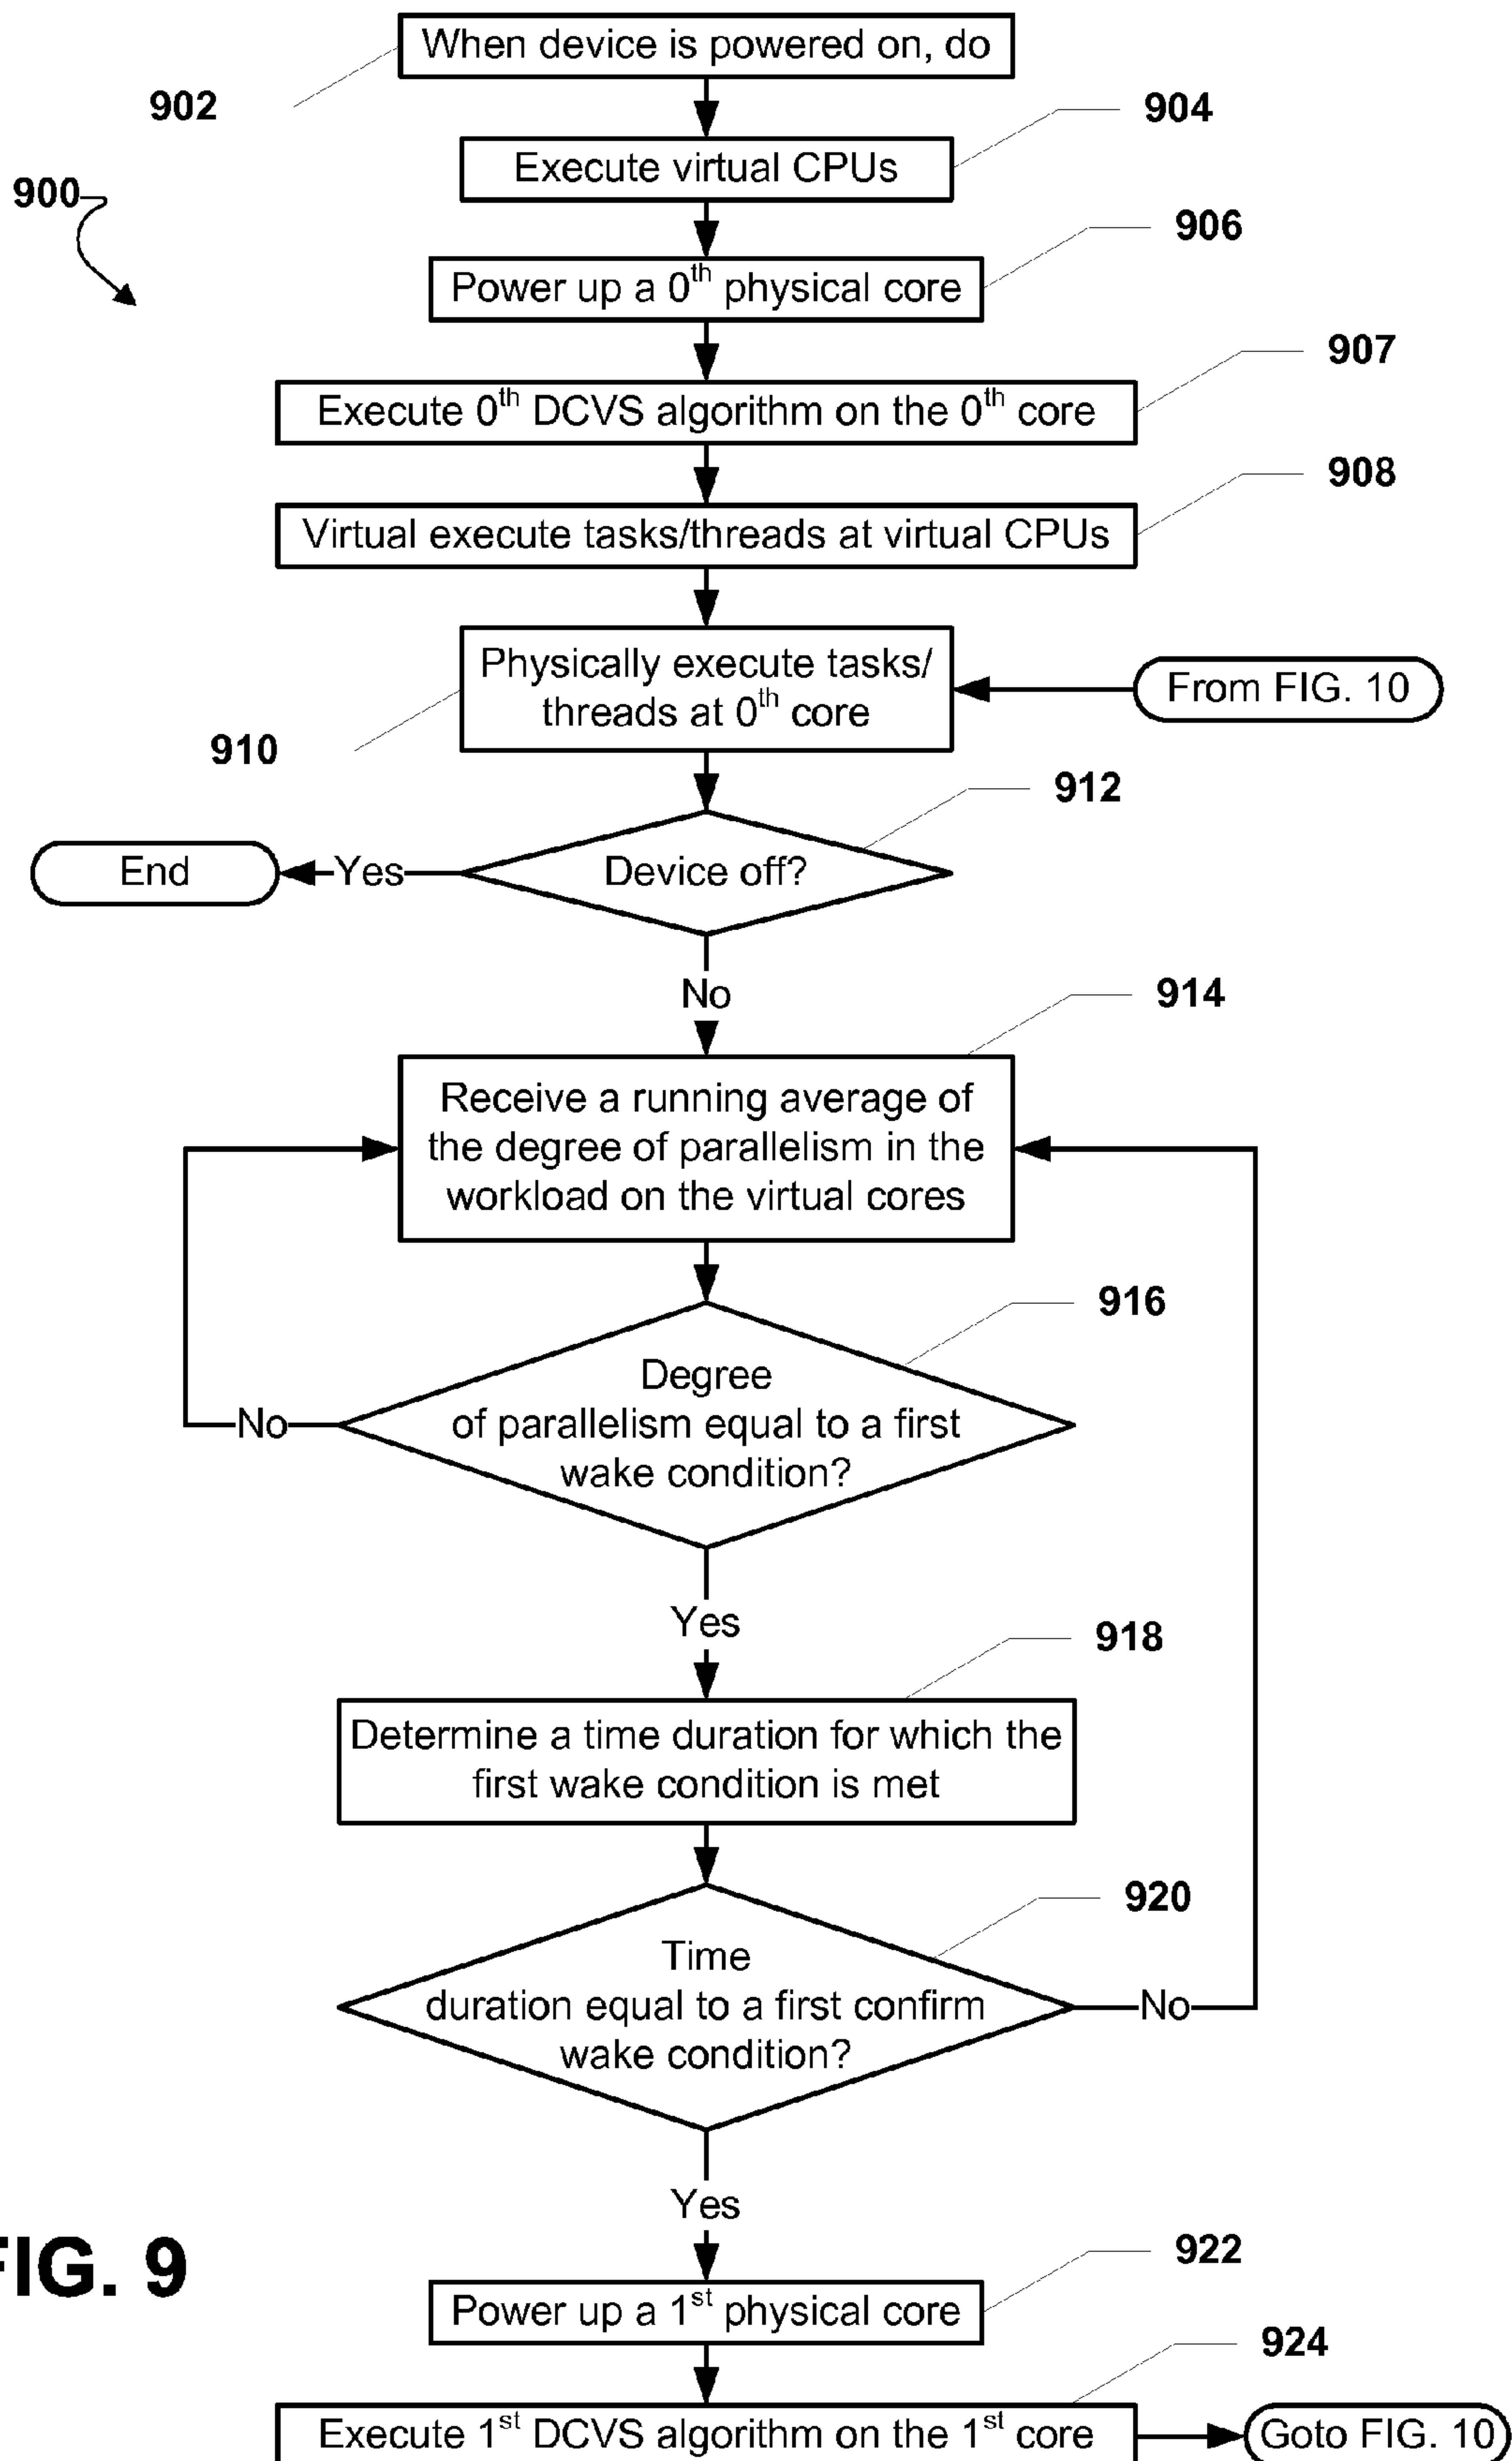 When device is powered on, do
902
904
Execute virtual CPUs
900
906
Power up a 0th physical core
907
Execute 0th DCVS algorithm on the 0th core
908
Virtual execute tasks/threads at virtual CPUs
Physically execute tasks/
threads at 0th core
From FIG. 10
910
912
Device off?
Yes
End
No
914
Receive a running average of
the degree of parallelism in the
workload on the virtual cores
916
Degree
of parallelism equal to a first
wake condition?
No
Yes
918
Determine a time duration for which the
first wake condition is met
920
Time
duration equal to a first confirm
wake condition?
No
Yes
FIG. 9
922
Power up a 1st physical core
924
Execute 1st DCVS algorithm on the 1st core
Goto FIG. 10